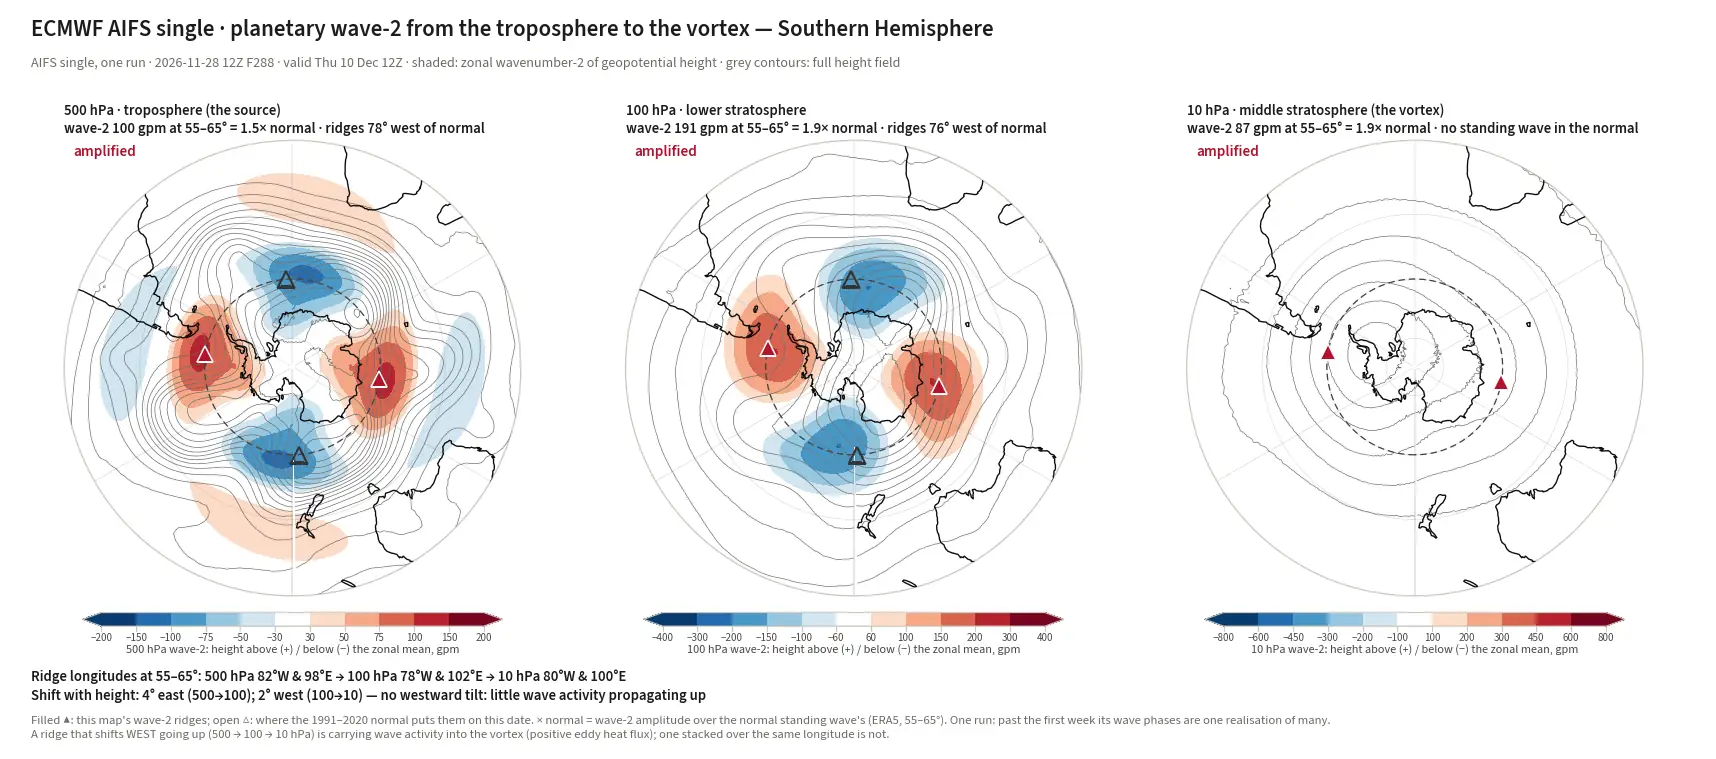 ECMWF AIFS single · planetary wave-2 from the troposphere to the vortex — Southern Hemisphere
AIFS single, one run · 2026-11-28 12Z F288 · valid Thu 10 Dec 12Z · shaded: zonal wavenumber-2 of geopotential height · grey contours: full height field
500 hPa · troposphere (the source)
wave-2 100 gpm at 55–65° = 1.5× normal · ridges 78° west of normal
amplified
100 hPa · lower stratosphere
wave-2 191 gpm at 55–65° = 1.9× normal · ridges 76° west of normal
amplified
10 hPa · middle stratosphere (the vortex)
wave-2 87 gpm at 55–65° = 1.9× normal · no standing wave in the normal
amplified
−200 −150 −100 −75 −50 −30 30 50 75 100 150 200
500 hPa wave-2: height above (+) / below (−) the zonal mean, gpm
−400 −300 −200 −150 −100 −60 60 100 150 200 300 400
100 hPa wave-2: height above (+) / below (−) the zonal mean, gpm
−800 −600 −450 −300 −200 −100 100 200 300 450 600 800
10 hPa wave-2: height above (+) / below (−) the zonal mean, gpm
Ridge longitudes at 55–65°: 500 hPa 82°W & 98°E → 100 hPa 78°W & 102°E → 10 hPa 80°W & 100°E
Shift with height: 4° east (500→100); 2° west (100→10) — no westward tilt: little wave activity propagating up
Filled ▲: this map's wave-2 ridges; open △: where the 1991–2020 normal puts them on this date. × normal = wave-2 amplitude over the normal standing wave's (ERA5, 55–65°). One run: past the first week its wave phases are one realisation of many.
A ridge that shifts WEST going up (500 → 100 → 10 hPa) is carrying wave activity into the vortex (positive eddy heat flux); one stacked over the same longitude is not.